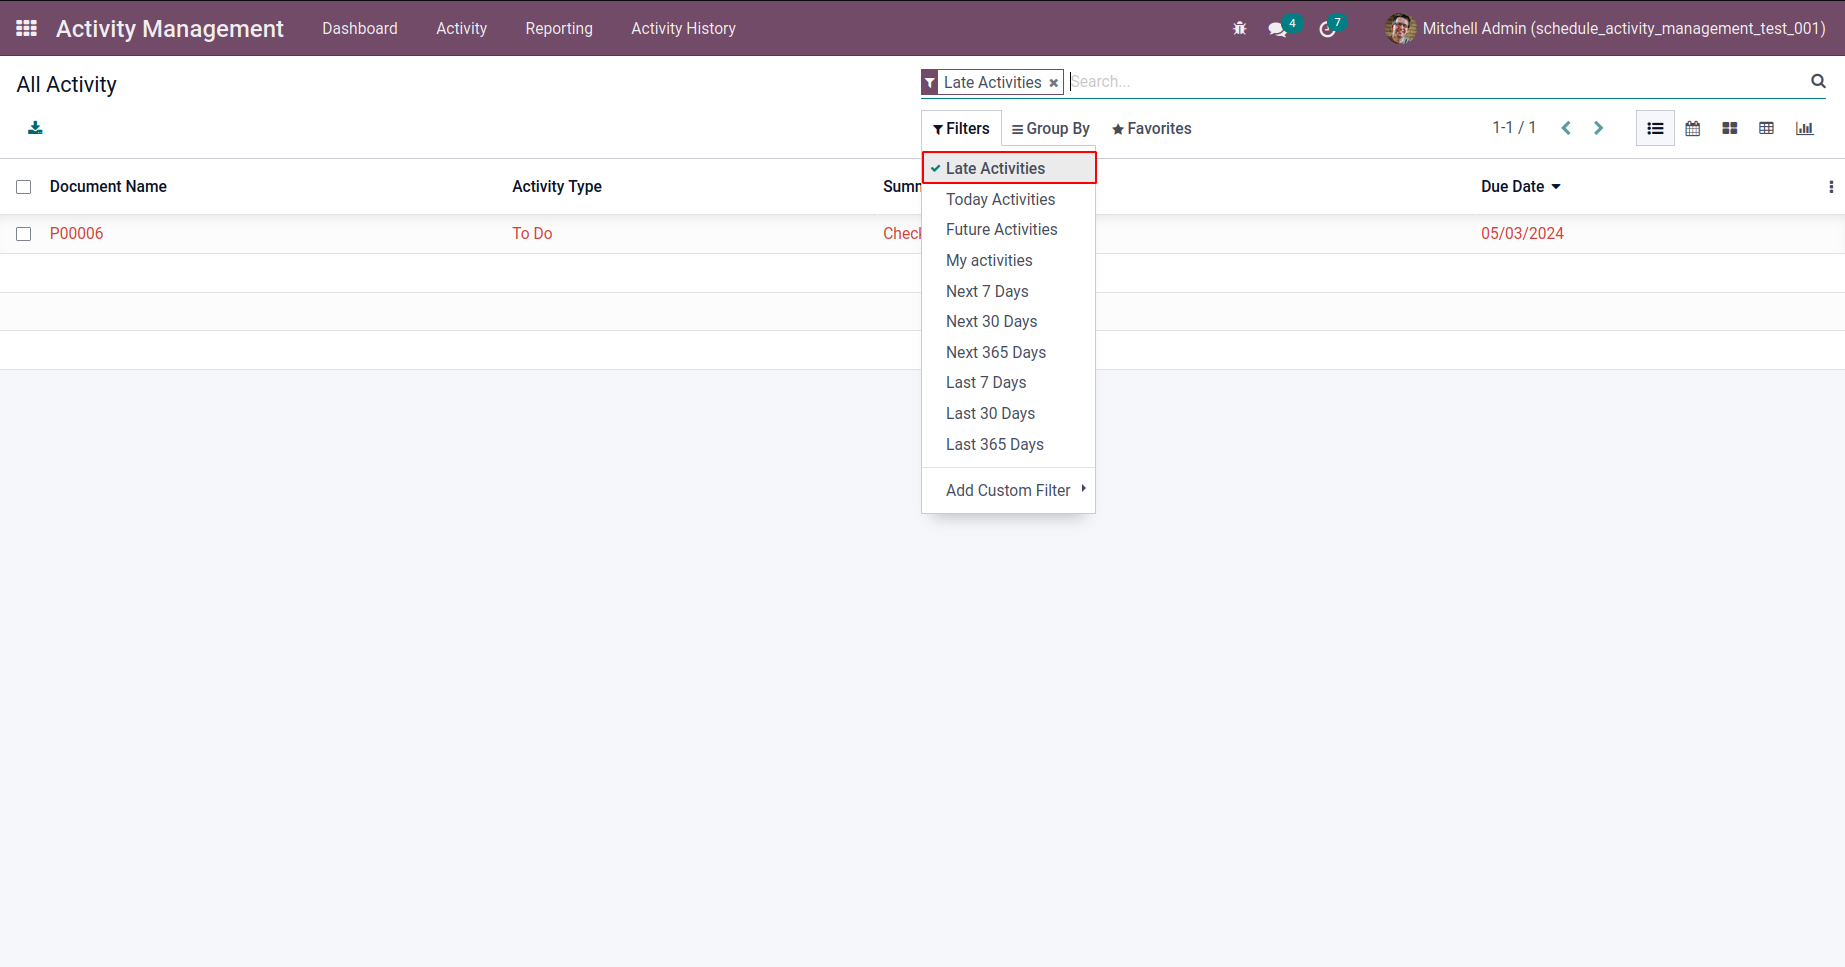 Activity Management Dashboard Activity Reporting Activity History 4 7 Mitchell Admin (schedule_activity_management_test_001)
All Activity
Late Activities Search...
Filters Group By Favorites 1-1 / 1
Document Name Activity Type Due Date
P00006 To Do 05/03/2024
Late Activities
Today Activities
Future Activities
My activities
Next 7 Days
Next 30 Days
Next 365 Days
Last 7 Days
Last 30 Days
Last 365 Days
Add Custom Filter